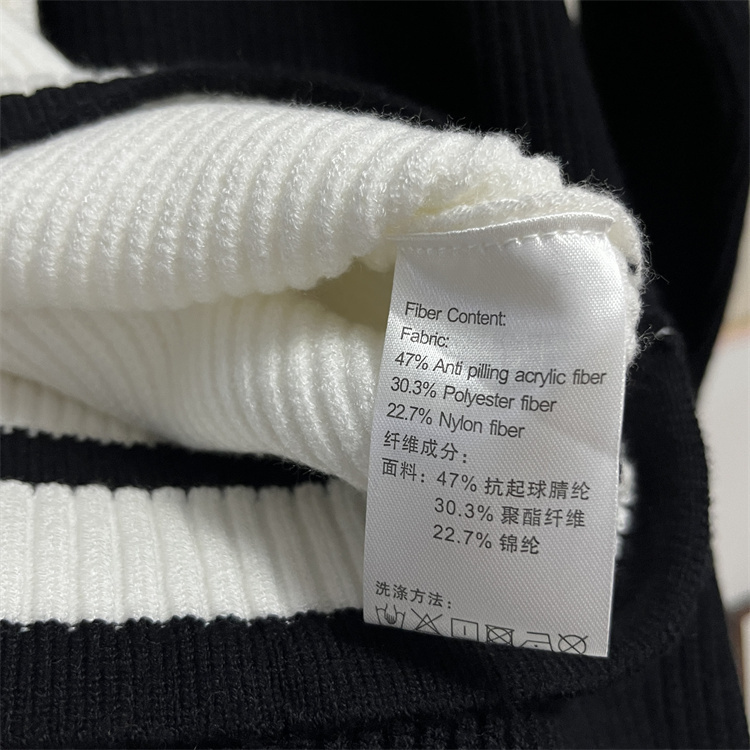 Fiber Content:
Fabric:
47% Anti pilling acrylic fiber
30.3% Polyester fiber
22.7% Nylon fiber
纤维成分：
面料：47% 抗起球腈纶
30.3% 聚酯纤维
22.7% 锦纶
洗涤方法：